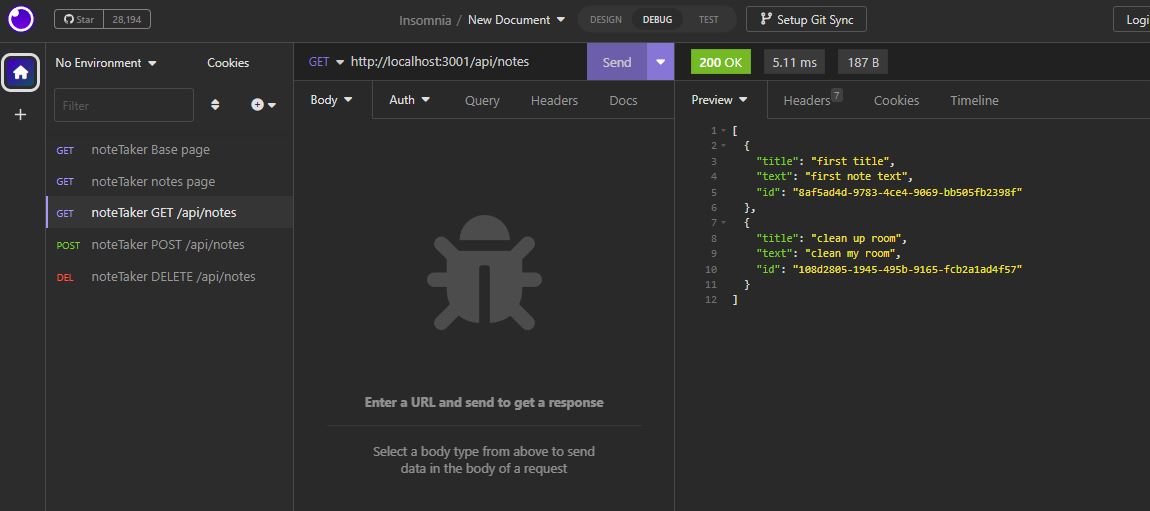 Star 28,194
Insomnia / New Document
DESIGN DEBUG TEST
Setup Git Sync
Logi
No Environment
Cookies
Filter
GET noteTaker Base page
GET noteTaker notes page
GET noteTaker GET /api/notes
POST noteTaker POST /api/notes
DEL noteTaker DELETE /api/notes
GET http://localhost:3001/api/notes Send
Body Auth Query Headers Docs
Enter a URL and send to get a response
Select a body type from above to send
data in the body of a request
200 OK 5.11 ms 187 B
Preview Headers 7 Cookies Timeline
1 [
2 {
3 "title": "first title",
4 "text": "first note text",
5 "id": "8af5ad4d-9783-4ce4-9069-bb505fb2398f"
6 },
7 {
8 "title": "clean up room",
9 "text": "clean my room",
10 "id": "108d2805-1945-495b-9165-fcb2a1ad4f57"
11 }
12 ]